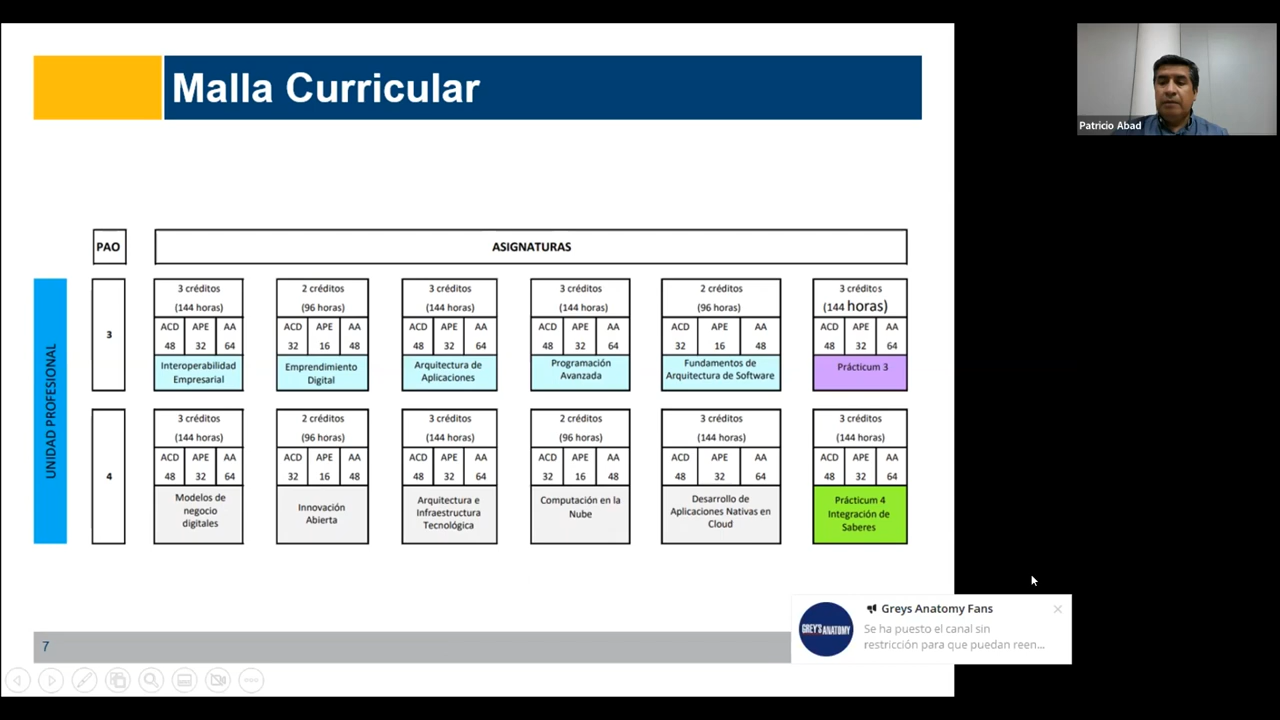 Malla Curricular
Patricio Abad
PAO
ASIGNATURAS
UNIDAD PROFESIONAL
3
3 créditos
(144 horas)
ACD APE AA
48 32 64
Interoperabilidad
Empresarial
2 créditos
(96 horas)
ACD APE AA
32 16 48
Emprendimiento
Digital
3 créditos
(144 horas)
ACD APE AA
48 32 64
Arquitectura de
Aplicaciones
3 créditos
(144 horas)
ACD APE AA
48 32 64
Programación
Avanzada
2 créditos
(96 horas)
ACD APE AA
32 16 48
Fundamentos de
Arquitectura de Software
3 créditos
(144 horas)
ACD APE AA
48 32 64
Prácticum 3
4
3 créditos
(144 horas)
ACD APE AA
48 32 64
Modelos de
negocio
digitales
2 créditos
(96 horas)
ACD APE AA
32 16 48
Innovación
Abierta
3 créditos
(144 horas)
ACD APE AA
48 32 64
Arquitectura e
Infraestructura
Tecnológica
2 créditos
(96 horas)
ACD APE AA
32 16 48
Computación en la
Nube
3 créditos
(144 horas)
ACD APE AA
48 32 64
Desarrollo de
Aplicaciones Nativas en
Cloud
3 créditos
(144 horas)
ACD APE AA
48 32 64
Prácticum 4
Integración de
Saberes
GREY'S ANATOMY
Greys Anatomy Fans
Se ha puesto el canal sin
restricción para que puedan reen...
7